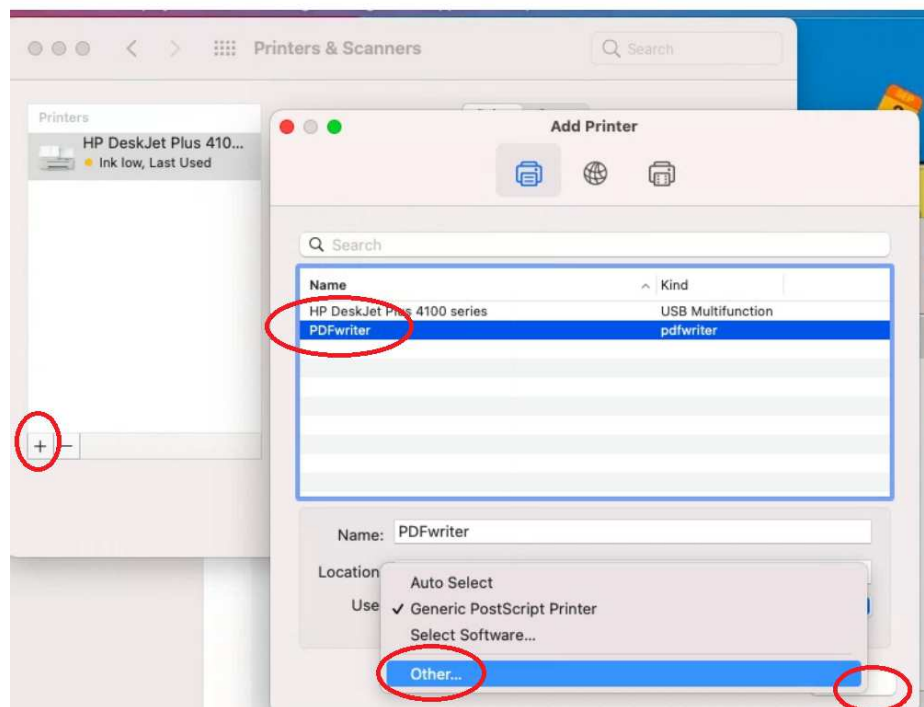 Printers & Scanners
Search
Printers
HP DeskJet Plus 410...
Ink low, Last Used
+ −
Add Printer
Search
Name Kind
HP DeskJet Plus 4100 series USB Multifunction
PDFwriter pdfwriter
Name: PDFwriter
Location
Auto Select
Use ✓ Generic PostScript Printer
Select Software...
Other...